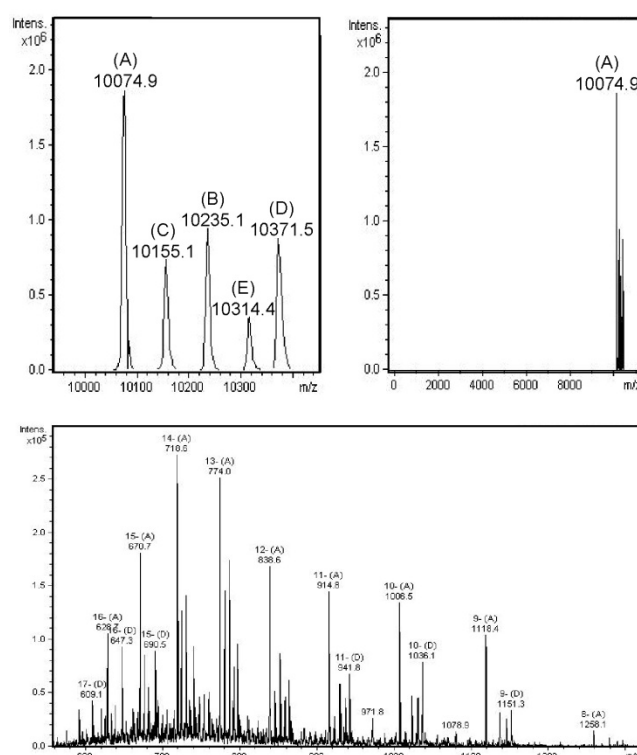 Intens.
x10⁶
2.0
1.5
1.0
0.5
0.0
(A)
10074.9
(C)
10155.1
(B)
10235.1
(E)
10314.4
(D)
10371.5
10000
10100
10200
10300
m/z
Intens.
x10⁶
2.0
1.5
1.0
0.5
0.0
(A)
10074.9
0
2000
4000
6000
8000
m/z
Intens.
x10⁵
2.5
2.0
1.5
1.0
0.5
0.0
17- (D)
609.1
16- (A)
628.7
16- (D)
647.3
15- (A)
670.7
15- (D)
690.5
14- (A)
718.6
13- (A)
774.0
12- (A)
838.6
11- (A)
914.8
11- (D)
941.8
971.8
10- (A)
1006.5
10- (D)
1036.1
1078.9
9- (A)
1118.4
9- (D)
1151.3
8- (A)
1258.1